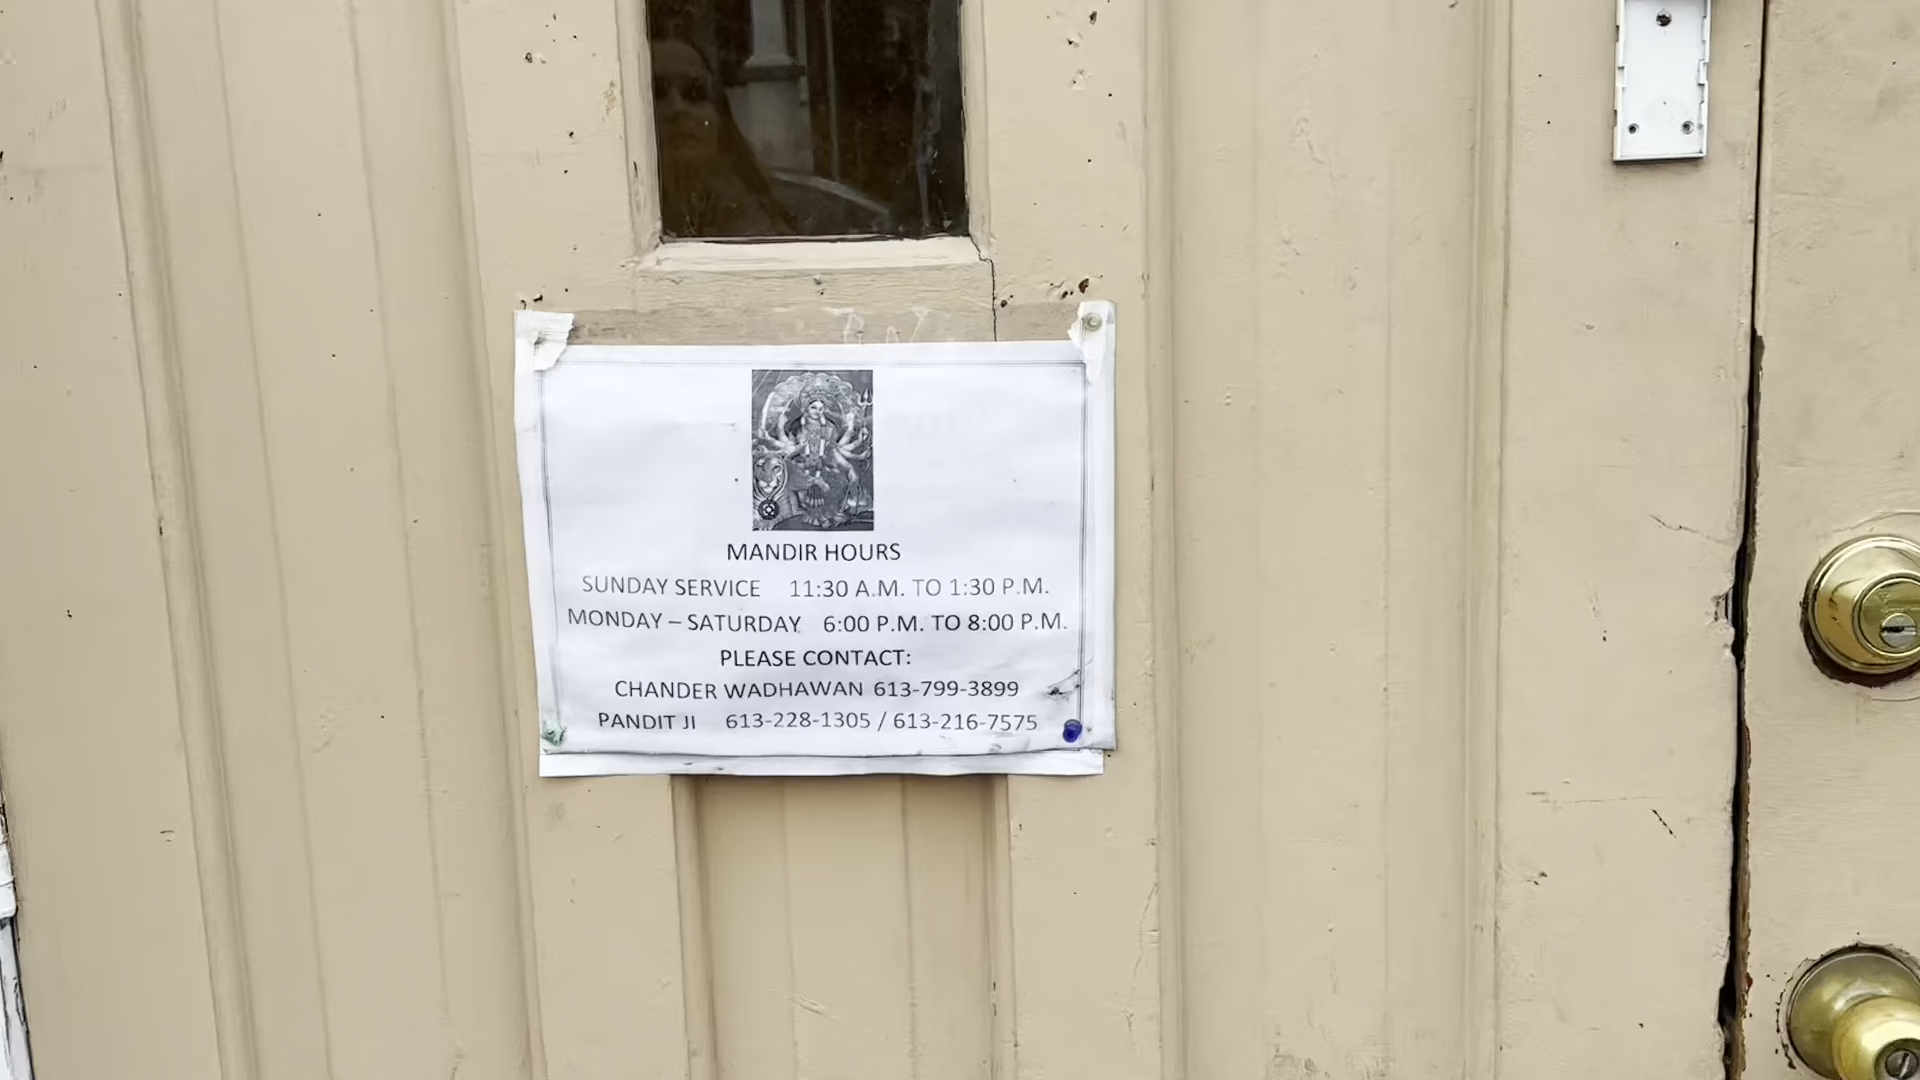 MANDIR HOURS
SUNDAY SERVICE 11:30 A.M. TO 1:30 P.M.
MONDAY – SATURDAY 6:00 P.M. TO 8:00 P.M.
PLEASE CONTACT:
CHANDER WADHAWAN 613-799-3899
PANDIT JI 613-228-1305 / 613-216-7575